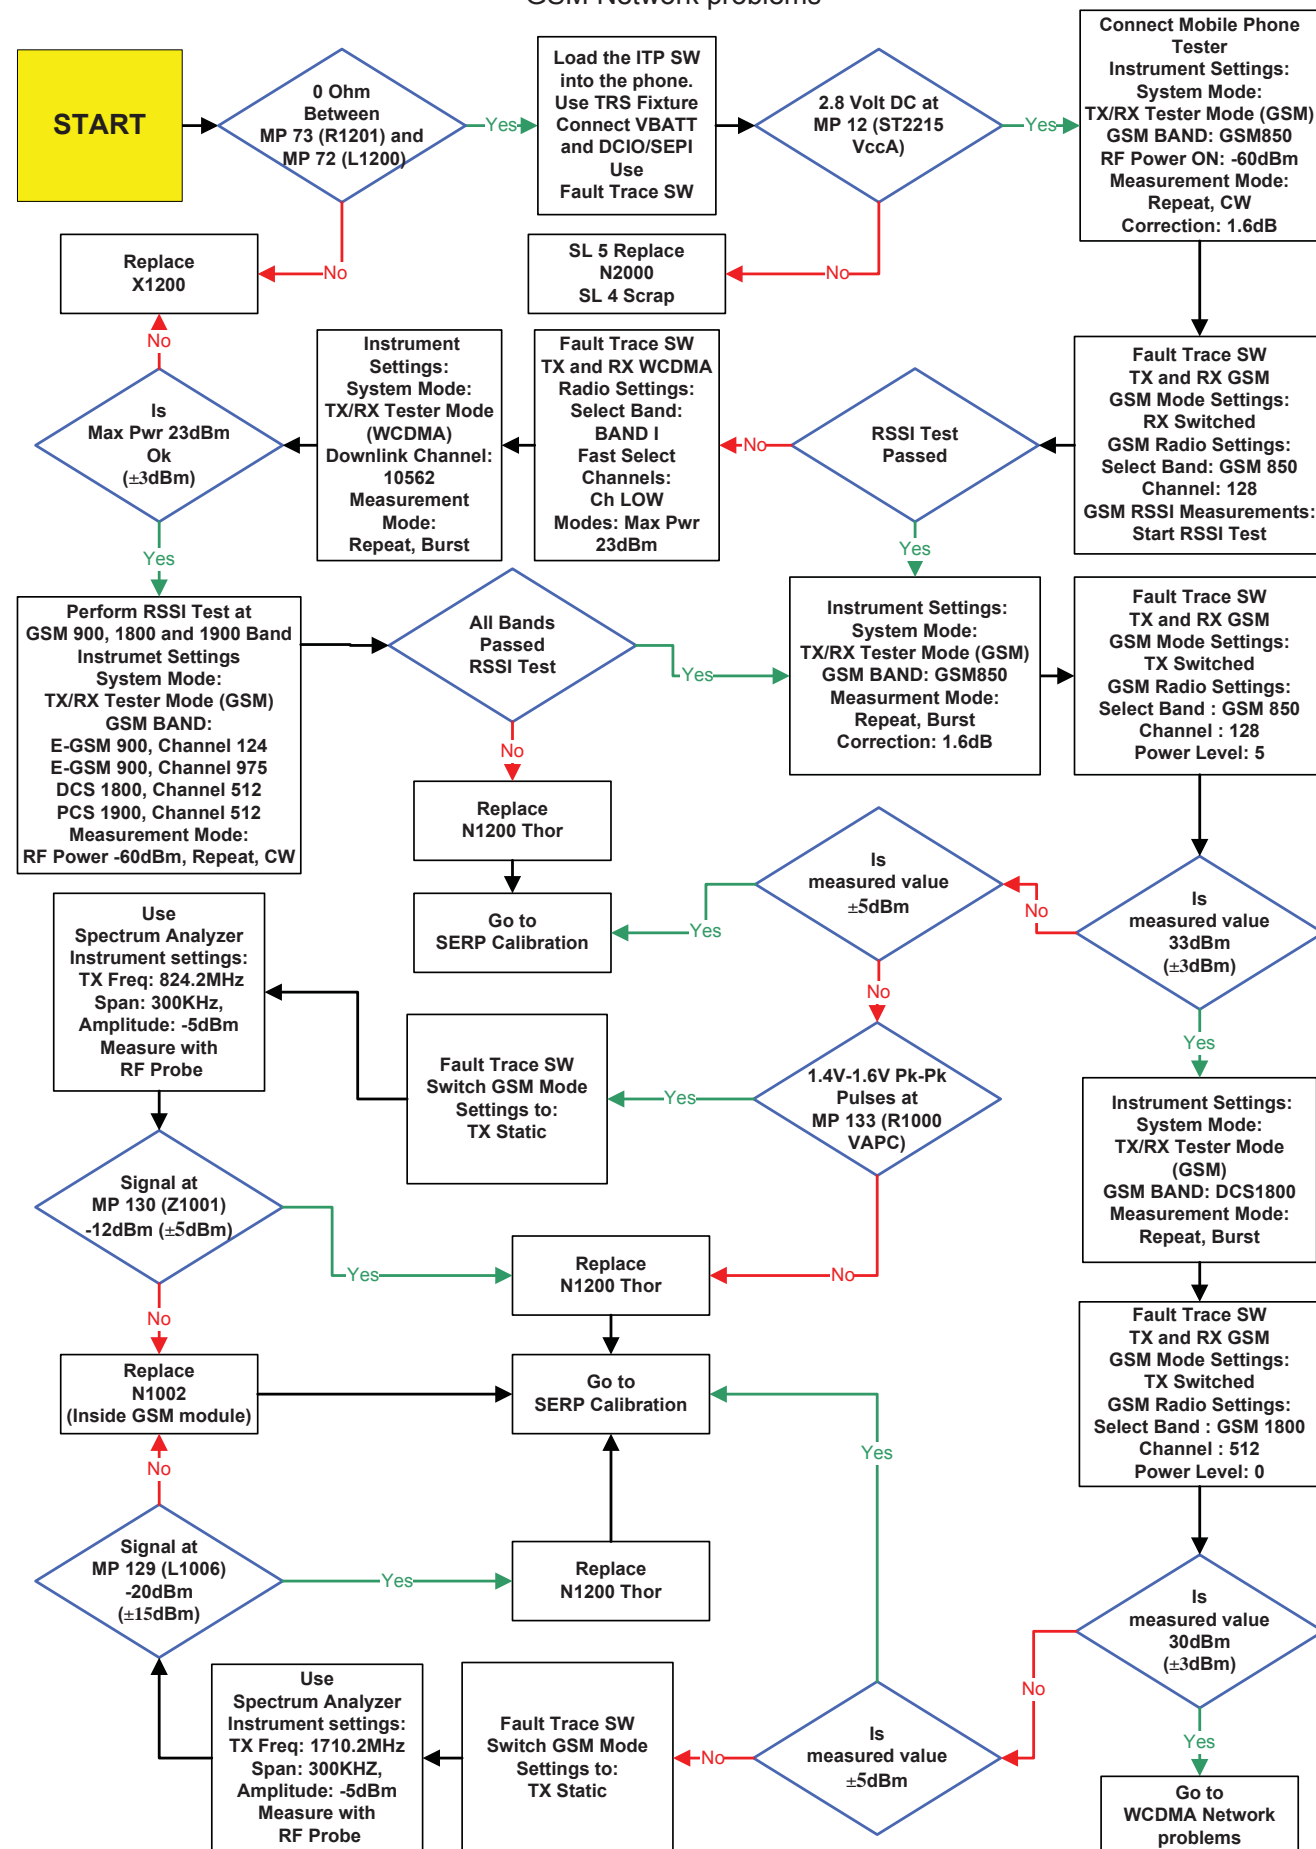 GSM Network problems
START
0 Ohm
Between
MP 73 (R1201) and
MP 72 (L1200)
Yes
No
Load the ITP SW
into the phone.
Use TRS Fixture
Connect VBATT
and DCIO/SEPI
Use
Fault Trace SW
2.8 Volt DC at
MP 12 (ST2215
VccA)
Yes
No
Connect Mobile Phone
Tester
Instrument Settings:
System Mode:
TX/RX Tester Mode (GSM)
GSM BAND: GSM850
RF Power ON: -60dBm
Measurement Mode:
Repeat, CW
Correction: 1.6dB
Replace
X1200
SL 5 Replace
N2000
SL 4 Scrap
No
Is
Max Pwr 23dBm
Ok
(±3dBm)
Yes
Instrument
Settings:
System Mode:
TX/RX Tester Mode
(WCDMA)
Downlink Channel:
10562
Measurement
Mode:
Repeat, Burst
Fault Trace SW
TX and RX WCDMA
Radio Settings:
Select Band:
BAND I
Fast Select
Channels:
Ch LOW
Modes: Max Pwr
23dBm
No
RSSI Test
Passed
Yes
Fault Trace SW
TX and RX GSM
GSM Mode Settings:
RX Switched
GSM Radio Settings:
Select Band: GSM 850
Channel: 128
GSM RSSI Measurements:
Start RSSI Test
Perform RSSI Test at
GSM 900, 1800 and 1900 Band
Instrumet Settings
System Mode:
TX/RX Tester Mode (GSM)
GSM BAND:
E-GSM 900, Channel 124
E-GSM 900, Channel 975
DCS 1800, Channel 512
PCS 1900, Channel 512
Measurement Mode:
RF Power -60dBm, Repeat, CW
All Bands
Passed
RSSI Test
Yes
No
Instrument Settings:
System Mode:
TX/RX Tester Mode (GSM)
GSM BAND: GSM850
Measurment Mode:
Repeat, Burst
Correction: 1.6dB
Fault Trace SW
TX and RX GSM
GSM Mode Settings:
TX Switched
GSM Radio Settings:
Select Band : GSM 850
Channel : 128
Power Level: 5
Replace
N1200 Thor
Go to
SERP Calibration
Yes
Is
measured value
±5dBm
No
No
Is
measured value
33dBm
(±3dBm)
Yes
Use
Spectrum Analyzer
Instrument settings:
TX Freq: 824.2MHz
Span: 300KHz,
Amplitude: -5dBm
Measure with
RF Probe
Fault Trace SW
Switch GSM Mode
Settings to:
TX Static
Yes
1.4V-1.6V Pk-Pk
Pulses at
MP 133 (R1000
VAPC)
No
Instrument Settings:
System Mode:
TX/RX Tester Mode
(GSM)
GSM BAND: DCS1800
Measurement Mode:
Repeat, Burst
Signal at
MP 130 (Z1001)
-12dBm (±5dBm)
Yes
No
Replace
N1200 Thor
Fault Trace SW
TX and RX GSM
GSM Mode Settings:
TX Switched
GSM Radio Settings:
Select Band : GSM 1800
Channel : 512
Power Level: 0
Replace
N1002
(Inside GSM module)
Go to
SERP Calibration
Yes
No
Signal at
MP 129 (L1006)
-20dBm
(±15dBm)
Yes
Replace
N1200 Thor
Is
measured value
30dBm
(±3dBm)
No
Yes
Use
Spectrum Analyzer
Instrument settings:
TX Freq: 1710.2MHz
Span: 300KHZ,
Amplitude: -5dBm
Measure with
RF Probe
Fault Trace SW
Switch GSM Mode
Settings to:
TX Static
No
Is
measured value
±5dBm
Go to
WCDMA Network
problems